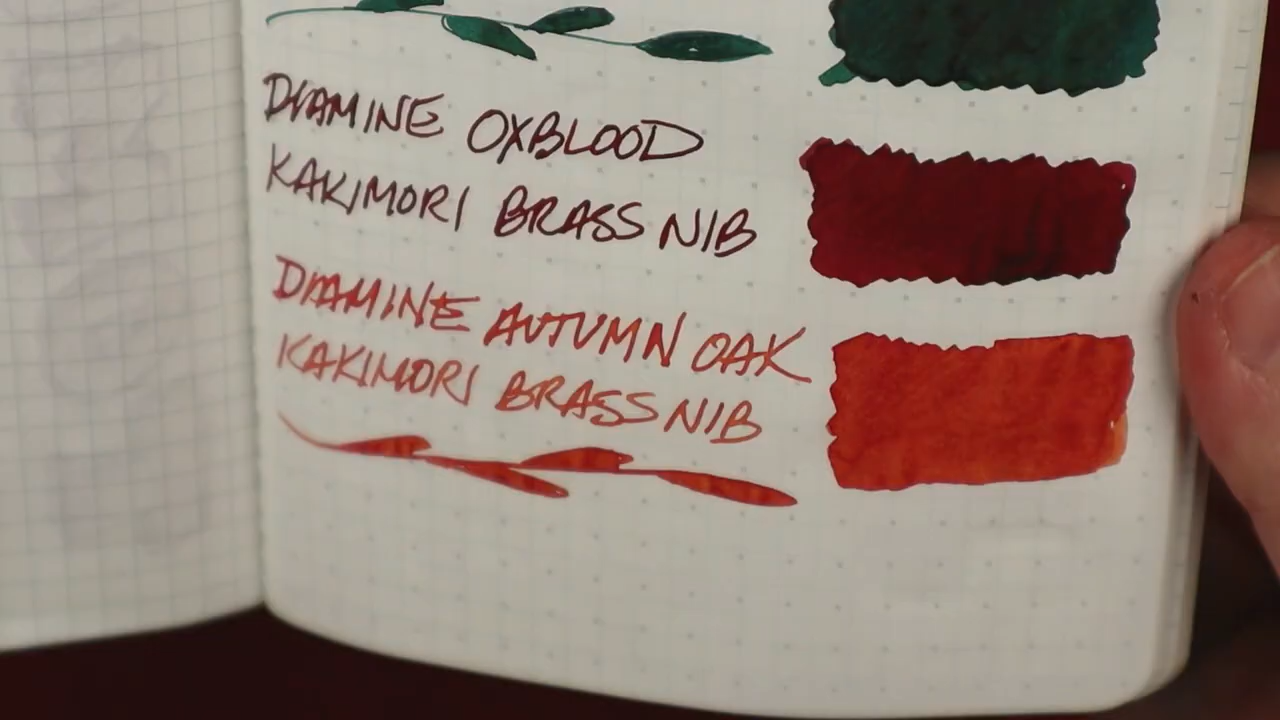 DIAMINE OXBLOOD
KAKIMORI BRASS NIB
DIAMINE AUTUMN OAK
KAKIMORI BRASS NIB